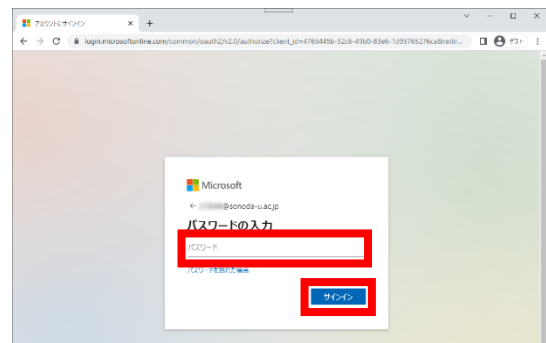 アカウントにサインイン
login.microsoftonline.com/common/oauth2/v2.0/authorize?client_id=4765445b-32c6-49b0-83e6-1d93765276ca&redir...
ゲスト
Microsoft
@sonoda-u.ac.jp
パスワードの入力
パスワード
パスワードを忘れた場合
サインイン